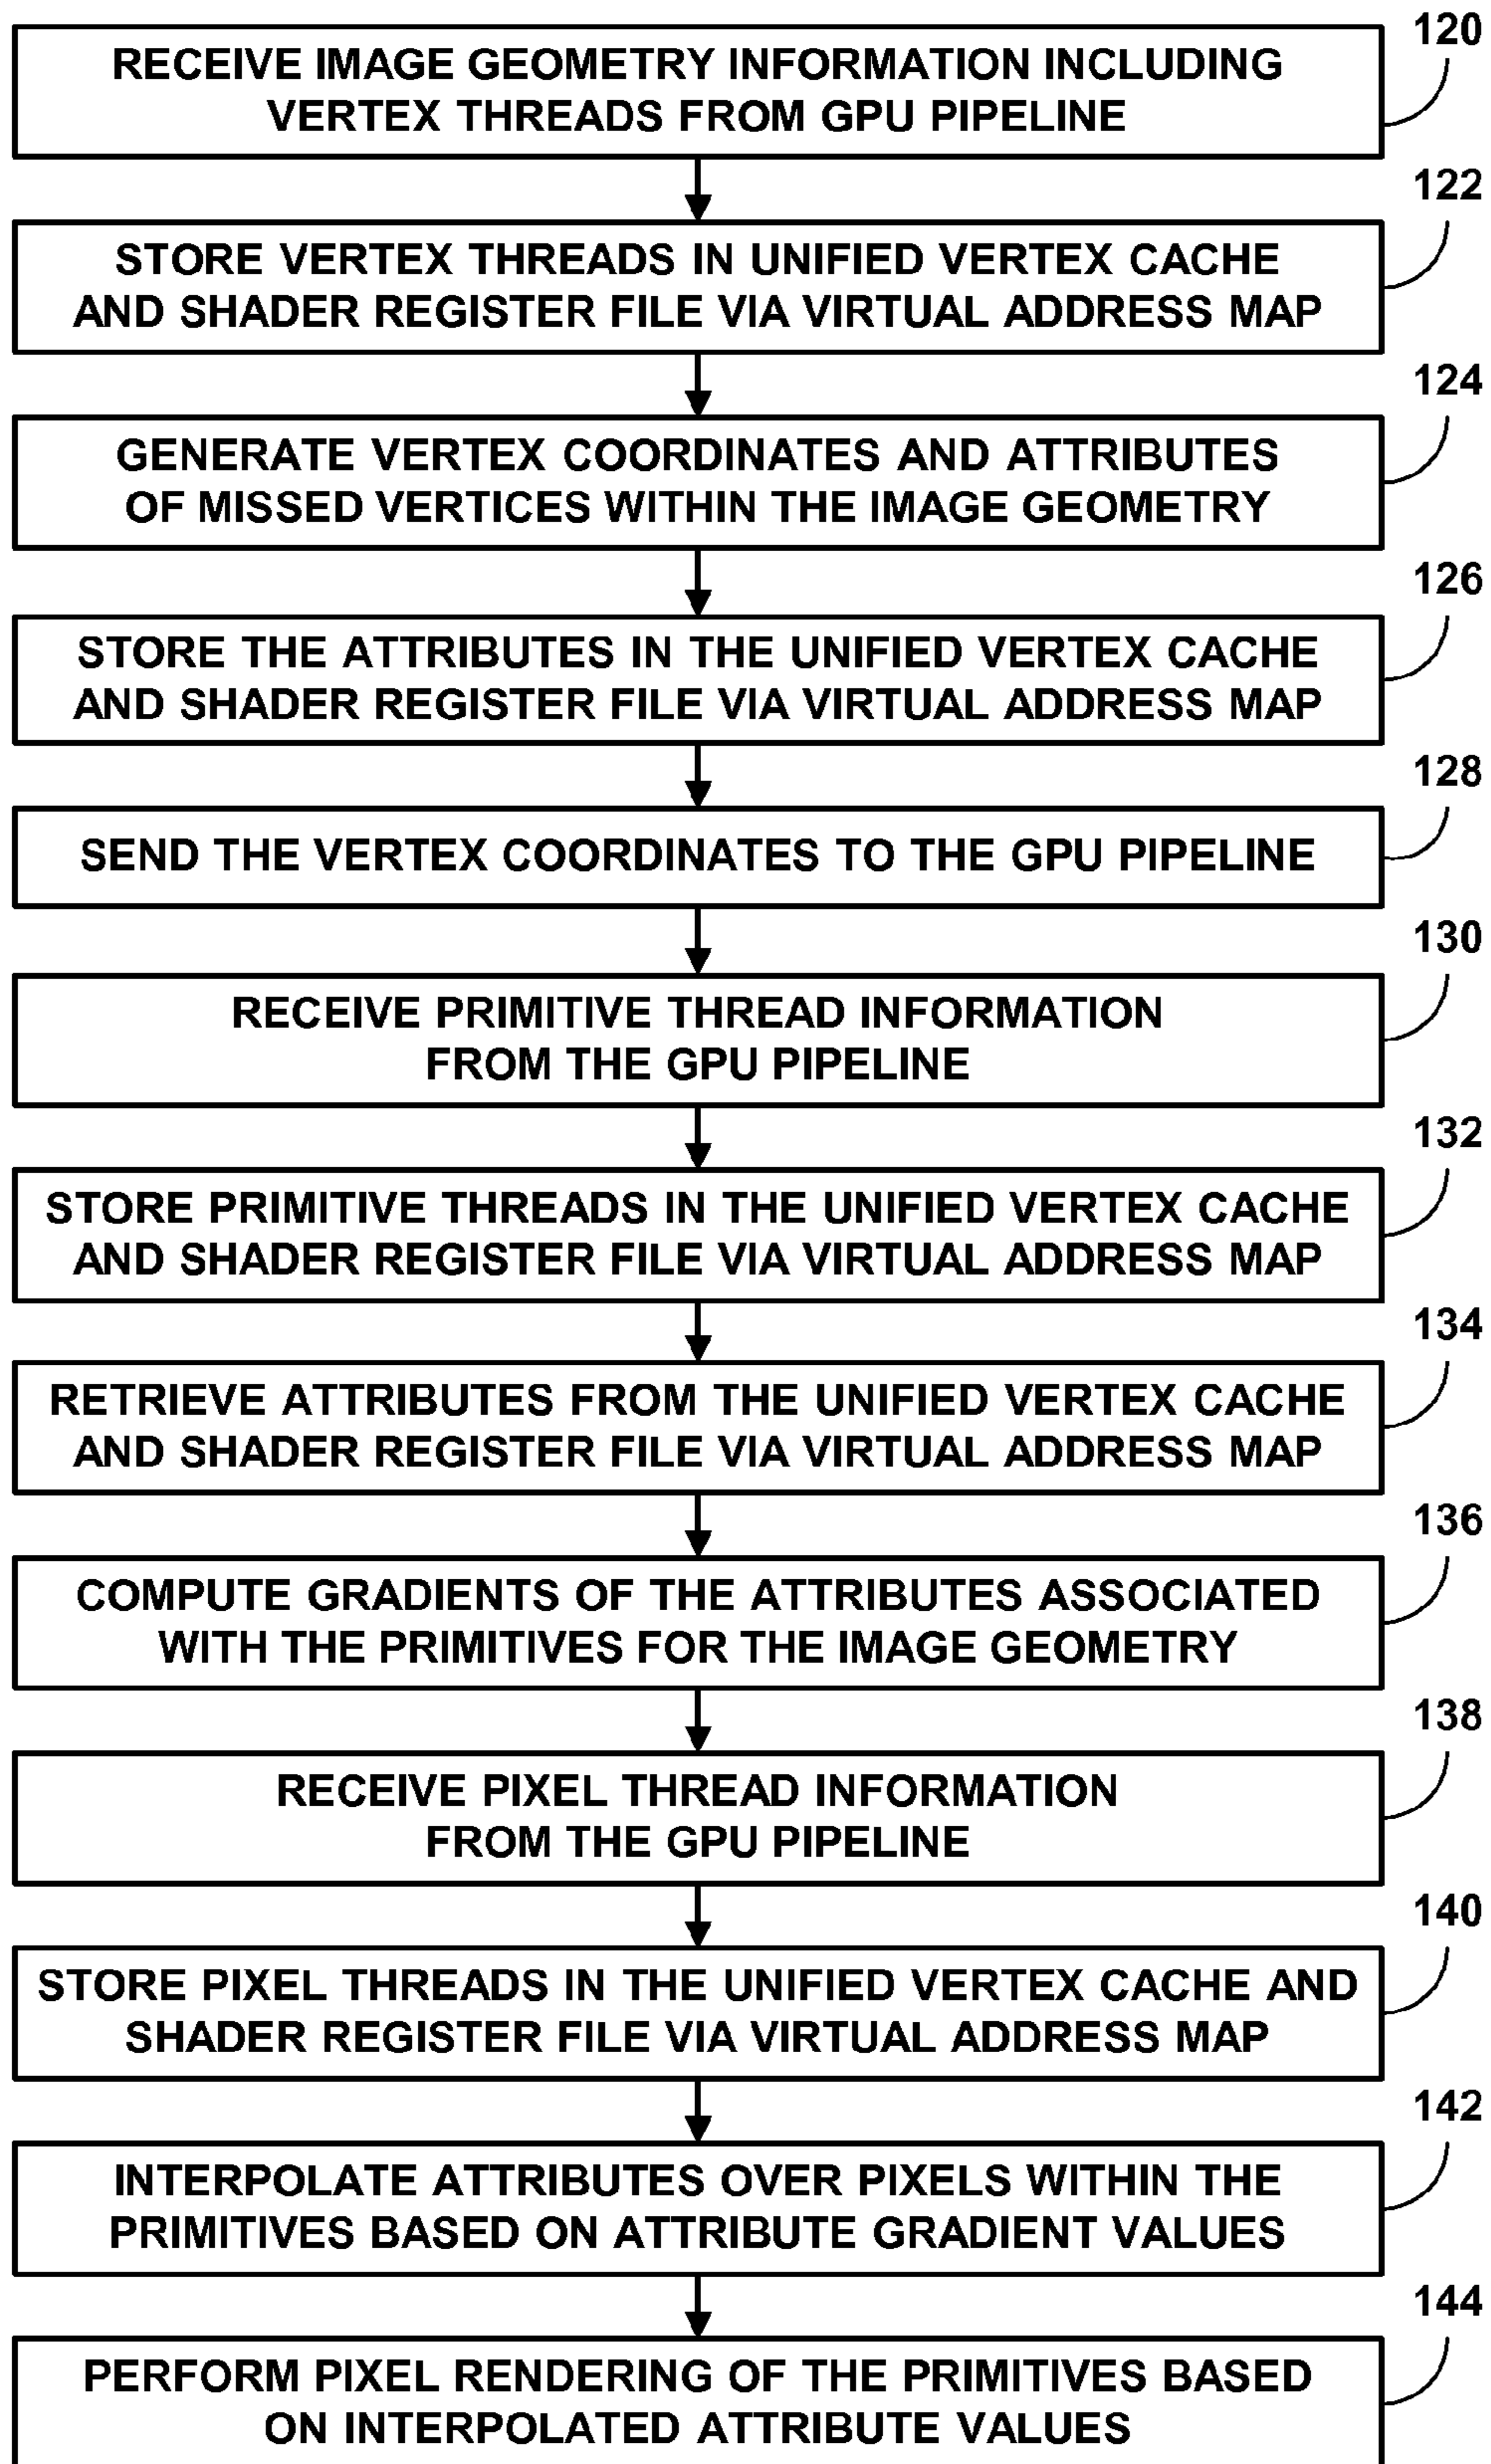 120
RECEIVE IMAGE GEOMETRY INFORMATION INCLUDING
VERTEX THREADS FROM GPU PIPELINE
122
STORE VERTEX THREADS IN UNIFIED VERTEX CACHE
AND SHADER REGISTER FILE VIA VIRTUAL ADDRESS MAP
124
GENERATE VERTEX COORDINATES AND ATTRIBUTES
OF MISSED VERTICES WITHIN THE IMAGE GEOMETRY
126
STORE THE ATTRIBUTES IN THE UNIFIED VERTEX CACHE
AND SHADER REGISTER FILE VIA VIRTUAL ADDRESS MAP
128
SEND THE VERTEX COORDINATES TO THE GPU PIPELINE
130
RECEIVE PRIMITIVE THREAD INFORMATION
FROM THE GPU PIPELINE
132
STORE PRIMITIVE THREADS IN THE UNIFIED VERTEX CACHE
AND SHADER REGISTER FILE VIA VIRTUAL ADDRESS MAP
134
RETRIEVE ATTRIBUTES FROM THE UNIFIED VERTEX CACHE
AND SHADER REGISTER FILE VIA VIRTUAL ADDRESS MAP
136
COMPUTE GRADIENTS OF THE ATTRIBUTES ASSOCIATED
WITH THE PRIMITIVES FOR THE IMAGE GEOMETRY
138
RECEIVE PIXEL THREAD INFORMATION
FROM THE GPU PIPELINE
140
STORE PIXEL THREADS IN THE UNIFIED VERTEX CACHE AND
SHADER REGISTER FILE VIA VIRTUAL ADDRESS MAP
142
INTERPOLATE ATTRIBUTES OVER PIXELS WITHIN THE
PRIMITIVES BASED ON ATTRIBUTE GRADIENT VALUES
144
PERFORM PIXEL RENDERING OF THE PRIMITIVES BASED
ON INTERPOLATED ATTRIBUTE VALUES